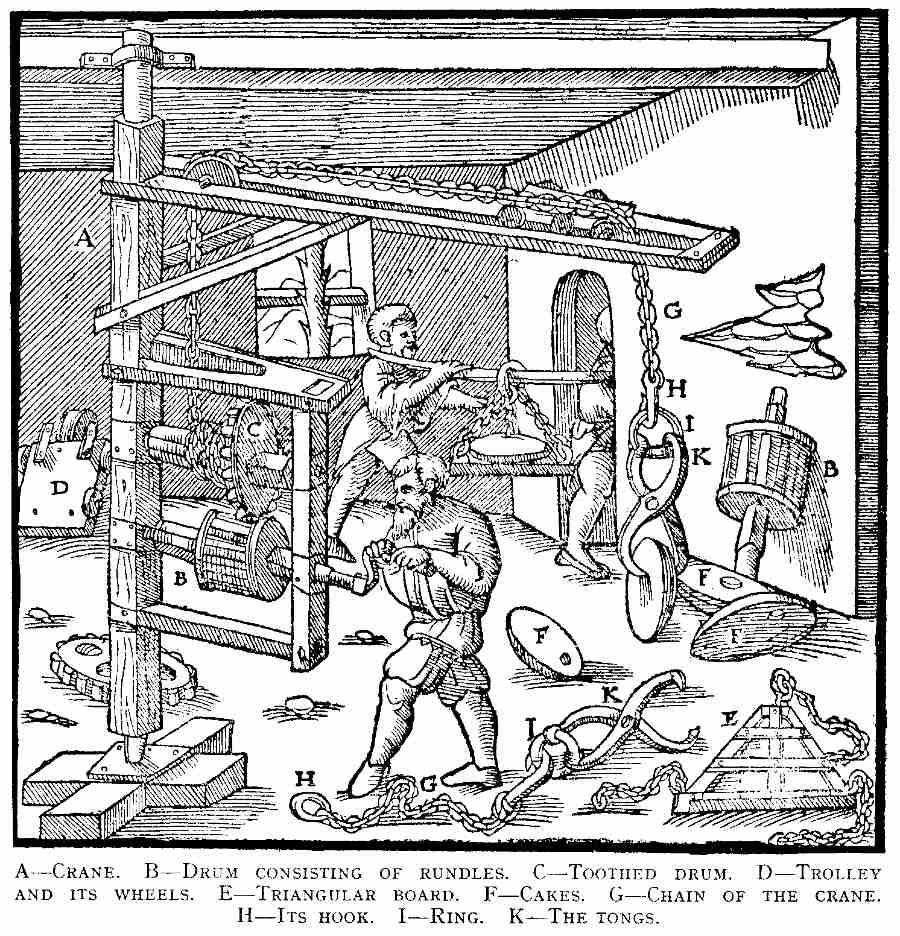 A
G
H
I
K
B
C
D
B
F
F
F
K
I
E
H
G
A—Crane. B—Drum consisting of rundles. C—Toothed drum. D—Trolley
and its wheels. E—Triangular board. F—Cakes. G—Chain of the crane.
H—Its hook. I—Ring. K—The tongs.